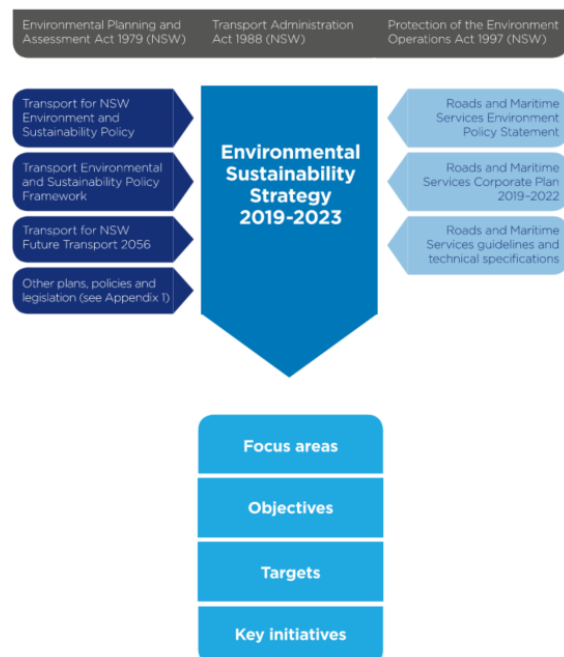 Environmental Planning and
Assessment Act 1979 (NSW)
Transport Administration
Act 1988 (NSW)
Protection of the Environment
Operations Act 1997 (NSW)
Transport for NSW
Environment and
Sustainability Policy
Transport Environmental
and Sustainability Policy
Framework
Transport for NSW
Future Transport 2056
Other plans, policies and
legislation (see Appendix 1)
Environmental
Sustainability
Strategy
2019-2023
Roads and Maritime
Services Environment
Policy Statement
Roads and Maritime
Services Corporate Plan
2019–2022
Roads and Maritime
Services guidelines and
technical specifications
Focus areas
Objectives
Targets
Key initiatives